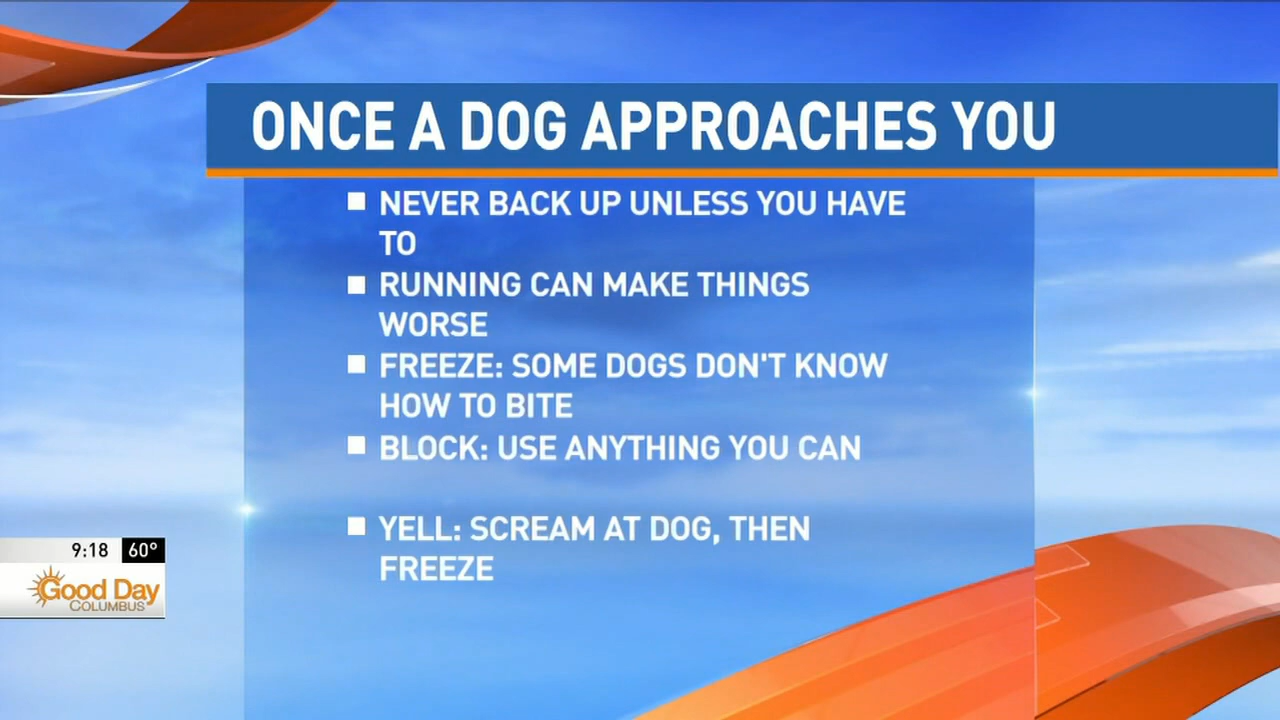 ONCE A DOG APPROACHES YOU
NEVER BACK UP UNLESS YOU HAVE
TO
RUNNING CAN MAKE THINGS
WORSE
FREEZE: SOME DOGS DON'T KNOW
HOW TO BITE
BLOCK: USE ANYTHING YOU CAN
YELL: SCREAM AT DOG, THEN
FREEZE
9:18 60°
Good Day
COLUMBUS